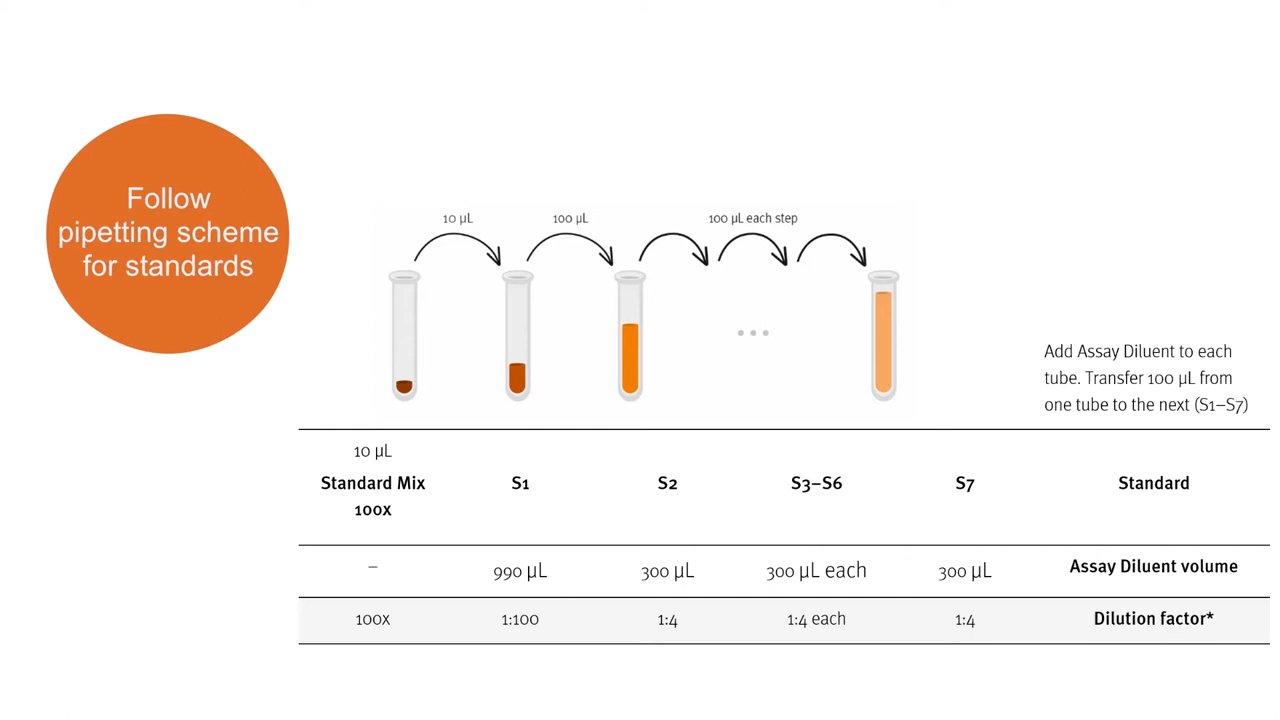 Follow
pipetting scheme
for standards
10 µL
100 µL
100 µL each step
Add Assay Diluent to each
tube. Transfer 100 µL from
one tube to the next (S1–S7)
10 µL
Standard Mix
100x
S1
S2
S3–S6
S7
Standard
–
990 µL
300 µL
300 µL each
300 µL
Assay Diluent volume
100x
1:100
1:4
1:4 each
1:4
Dilution factor*